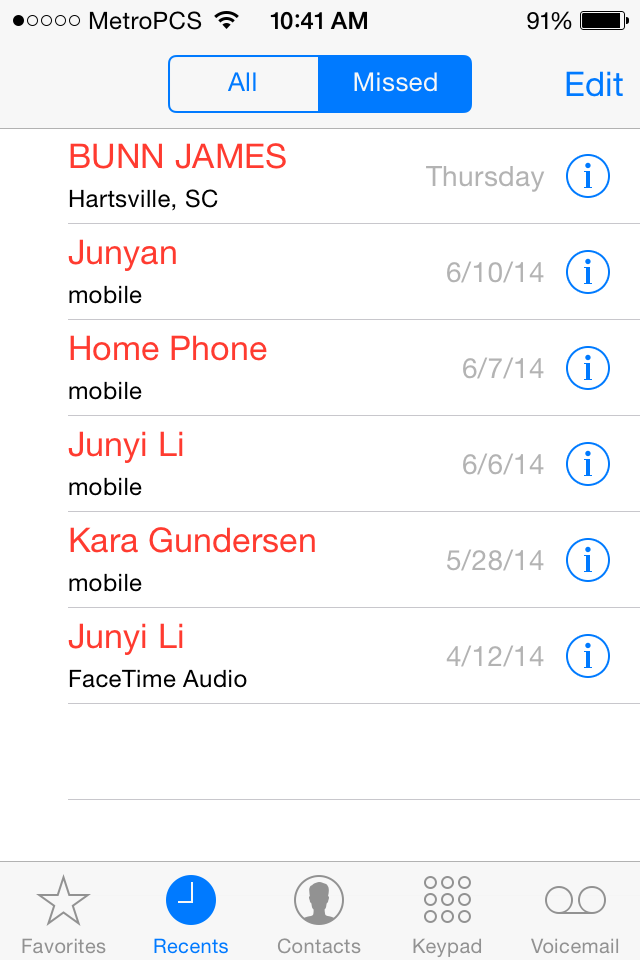 MetroPCS 10:41 AM 91%
All Missed Edit
BUNN JAMES
Thursday
Hartsville, SC
Junyan
6/10/14
mobile
Home Phone
6/7/14
mobile
Junyi Li
6/6/14
mobile
Kara Gundersen
5/28/14
mobile
Junyi Li
4/12/14
FaceTime Audio
Favorites Recents Contacts Keypad Voicemail